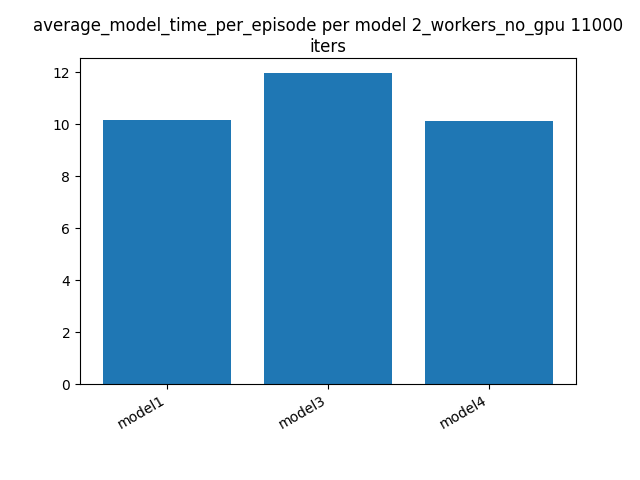 average_model_time_per_episode per model 2_workers_no_gpu 11000
iters
12
10
8
6
4
2
0
model1
model3
model4